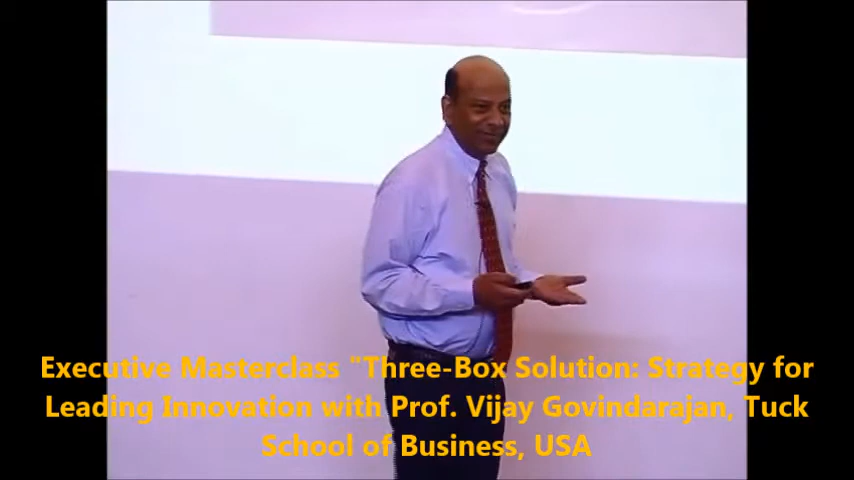 Executive Masterclass "Three-Box Solution: Strategy for
Leading Innovation with Prof. Vijay Govindarajan, Tuck
School of Business, USA